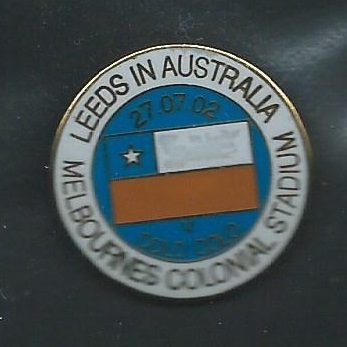 LEEDS IN AUSTRALIA
27.07.02
V
COLO COLO
MELBOURNES COLONIAL STADIUM